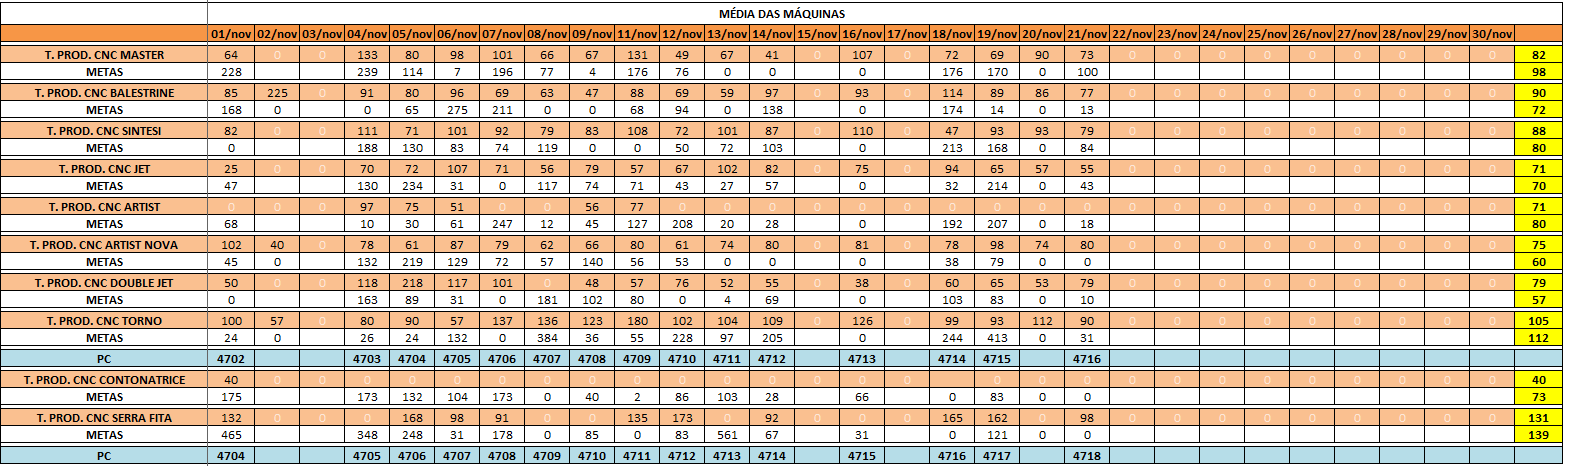 MÉDIA DAS MÁQUINAS
01/nov 02/nov 03/nov 04/nov 05/nov 06/nov 07/nov 08/nov 09/nov 11/nov 12/nov 13/nov 14/nov 15/nov 16/nov 17/nov 18/nov 19/nov 20/nov 21/nov 22/nov 23/nov 24/nov 25/nov 26/nov 27/nov 28/nov 29/nov 30/nov
T. PROD. CNC MASTER 64 0 0 133 80 98 101 66 67 131 49 67 41 0 107 0 72 69 90 73 0 0 0 0 0 0 0 0 0 82
METAS 228 239 114 7 196 77 4 176 76 0 0 0 176 170 0 100 98
T. PROD. CNC BALESTRINE 85 225 0 91 80 96 69 63 47 88 69 59 97 0 93 0 114 89 86 77 0 0 0 0 0 0 0 0 0 90
METAS 168 0 0 65 275 211 0 0 68 94 0 138 0 174 14 0 13 72
T. PROD. CNC SINTESI 82 0 0 111 71 101 92 79 83 108 72 101 87 0 110 0 47 93 93 79 0 0 0 0 0 0 0 0 0 88
METAS 0 188 130 83 74 119 0 0 50 72 103 0 213 168 0 84 80
T. PROD. CNC JET 25 0 0 70 72 107 71 56 79 57 67 102 82 0 75 0 94 65 57 55 0 0 0 0 0 0 0 0 0 71
METAS 47 130 234 31 0 117 74 71 43 27 57 0 32 214 0 43 70
T. PROD. CNC ARTIST 0 0 0 97 75 51 0 0 56 77 0 0 0 0 0 0 0 0 0 0 0 0 0 0 0 0 0 0 0 71
METAS 68 10 30 61 247 12 45 127 208 20 28 0 192 207 0 18 80
T. PROD. CNC ARTIST NOVA 102 40 0 78 61 87 79 62 66 80 61 74 80 0 81 0 78 98 74 80 0 0 0 0 0 0 0 0 0 75
METAS 45 0 132 219 129 72 57 140 56 53 0 0 0 38 79 0 0 60
T. PROD. CNC DOUBLE JET 50 0 0 118 218 117 101 0 48 57 76 52 55 0 38 0 60 65 53 79 0 0 0 0 0 0 0 0 0 79
METAS 0 163 89 31 0 181 102 80 0 4 69 0 103 83 0 10 57
T. PROD. CNC TORNO 100 57 0 80 90 57 137 136 123 180 102 104 109 0 126 0 99 93 112 90 0 0 0 0 0 0 0 0 0 105
METAS 24 0 26 24 132 0 384 36 55 228 97 205 0 244 413 0 31 112
PC 4702 4703 4704 4705 4706 4707 4708 4709 4710 4711 4712 4713 4714 4715 4716
T. PROD. CNC CONTONATRICE 40 0 0 0 0 0 0 0 0 0 0 0 0 0 0 0 0 0 0 0 0 0 0 0 0 0 0 0 40
METAS 175 173 132 104 173 0 40 2 86 103 28 66 0 83 0 0 73
T. PROD. CNC SERRA FITA 132 0 0 0 168 98 91 0 0 135 173 0 92 0 0 0 165 162 0 98 0 0 0 0 0 0 0 0 0 131
METAS 465 348 248 31 178 0 85 0 83 561 67 31 0 121 0 0 139
PC 4704 4705 4706 4707 4708 4709 4710 4711 4712 4713 4714 4715 4716 4717 4718